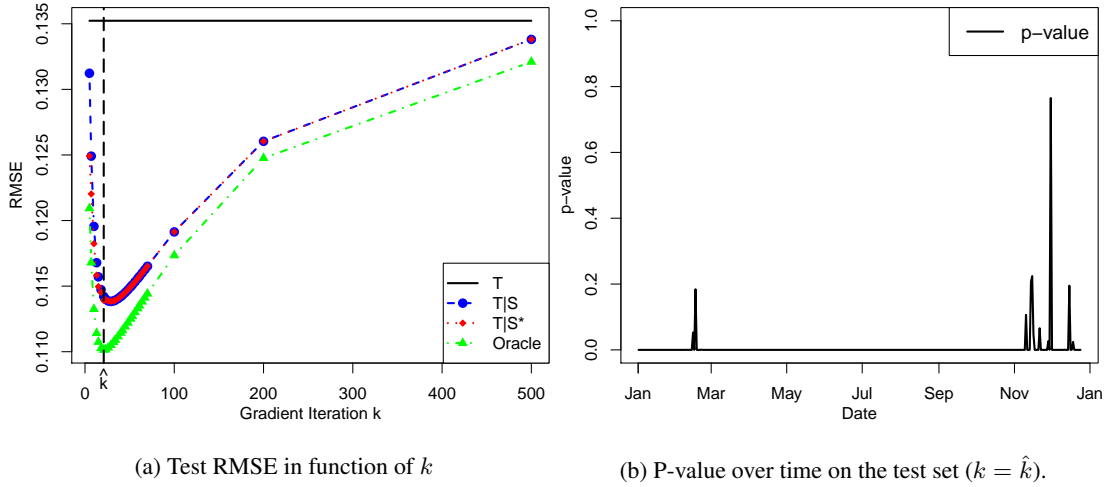 0.135
0.130
0.125
0.120
0.115
0.110
RMSE
0
100
200
300
400
500
k̂
Gradient Iteration k
T
T|S
T|S*
Oracle
(a) Test RMSE in function of k
1.0
0.8
0.6
0.4
0.2
0.0
p−value
p−value
Jan
Mar
May
Jul
Sep
Nov
Jan
Date
(b) P-value over time on the test set (k = k̂).